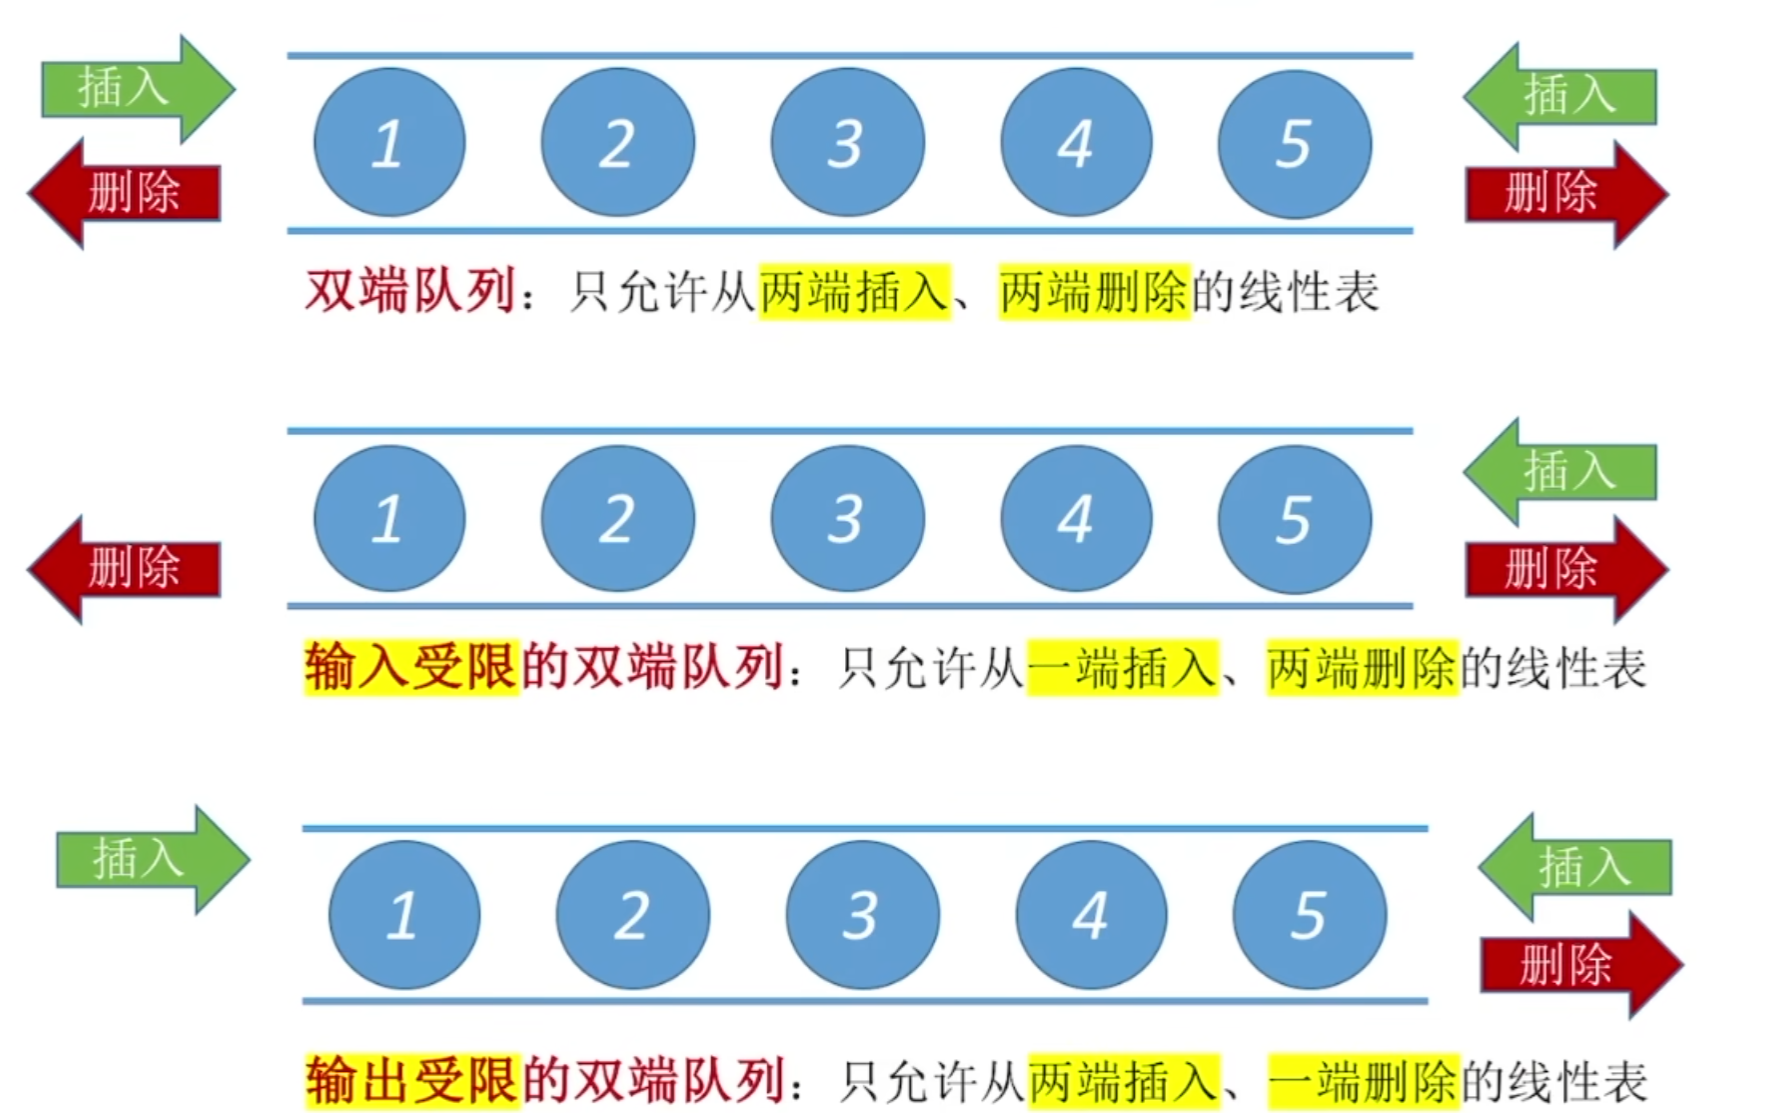 插入 1 2 3 4 5 插入
删除 删除
双端队列：只允许从两端插入、两端删除的线性表
插入
删除 1 2 3 4 5 删除
输入受限的双端队列：只允许从一端插入、两端删除的线性表
插入 1 2 3 4 5 插入
删除
输出受限的双端队列：只允许从两端插入、一端删除的线性表